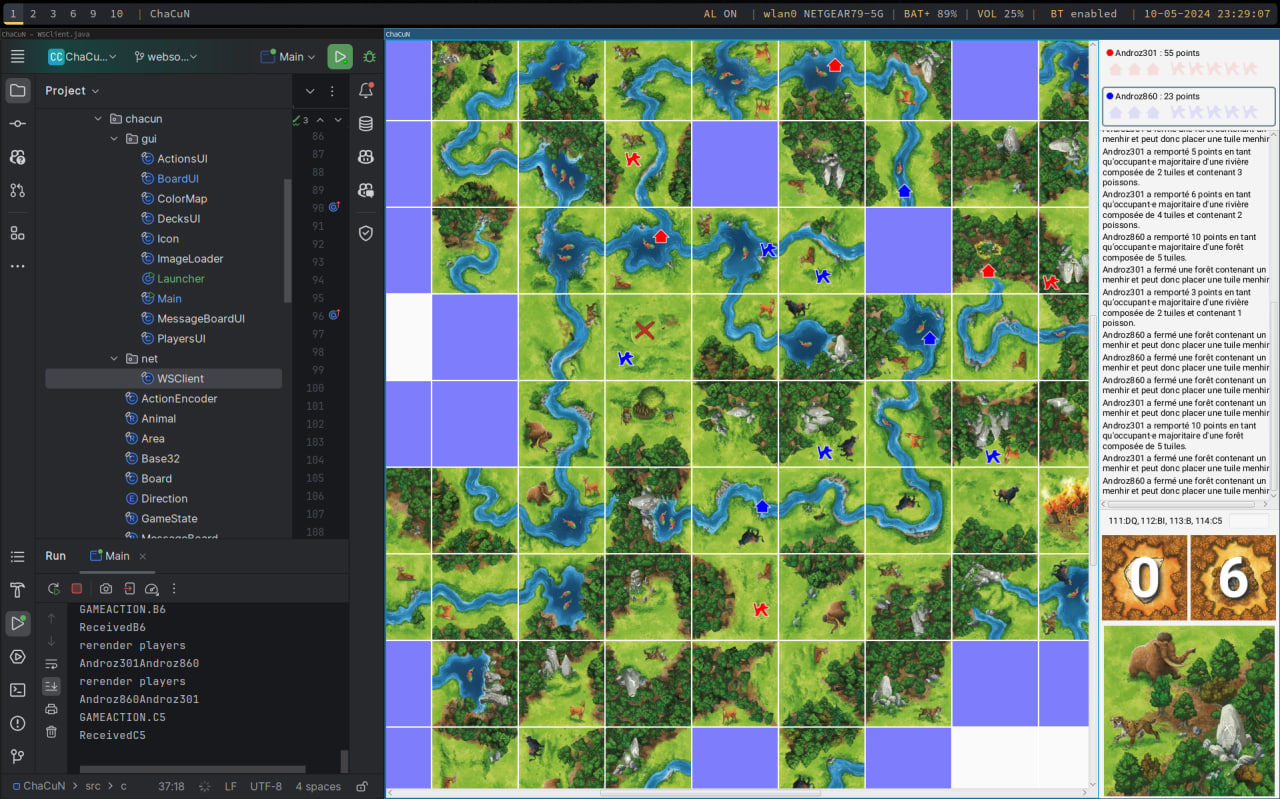 1 2 3 6 9 10 | ChaCuN
AL ON | wlan0 NETGEAR79-5G | BAT+ 89% | VOL 25% | BT enabled | 10-05-2024 23:29:07
ChaCuN – WSClient.java
ChaCuN
CC ChaCu... webso... Main
Project
chacun
gui
ActionsUI
BoardUI
ColorMap
DecksUI
Icon
ImageLoader
Launcher
Main
MessageBoardUI
PlayersUI
net
WSClient
ActionEncoder
Animal
Area
Base32
Board
Direction
GameState
MessageBoard
3
86
87
88
89
90
91
92
93
94
95
96
97
98
99
100
101
102
103
104
105
106
107
108
Run Main
GAMEACTION.B6
ReceivedB6
rerender players
Androz301Androz860
rerender players
Androz860Androz301
GAMEACTION.C5
ReceivedC5
ChaCuN > src > c 37:18 LF UTF-8 4 spaces
Androz301 : 55 points
Androz860 : 23 points
Androz301 a fermé une forêt contenant un
menhir et peut donc placer une tuile menhir
Androz301 a remporté 5 points en tant
qu'occupant·e majoritaire d'une rivière
composée de 2 tuiles et contenant 3
poissons.
Androz301 a remporté 6 points en tant
qu'occupant·e majoritaire d'une rivière
composée de 4 tuiles et contenant 2
poissons.
Androz860 a remporté 10 points en tant
qu'occupant·e majoritaire d'une forêt
composée de 5 tuiles.
Androz301 a fermé une forêt contenant un
menhir et peut donc placer une tuile menhir
Androz301 a remporté 3 points en tant
qu'occupant·e majoritaire d'une rivière
composée de 2 tuiles et contenant 1
poisson.
Androz860 a fermé une forêt contenant un
menhir et peut donc placer une tuile menhir
Androz860 a fermé une forêt contenant un
menhir et peut donc placer une tuile menhir
Androz860 a fermé une forêt contenant un
menhir et peut donc placer une tuile menhir
Androz301 a fermé une forêt contenant un
menhir et peut donc placer une tuile menhir
Androz301 a remporté 10 points en tant
qu'occupant·e majoritaire d'une forêt
composée de 5 tuiles.
Androz301 a fermé une forêt contenant un
menhir et peut donc placer une tuile menhir
Androz860 a fermé une forêt contenant un
menhir et peut donc placer une tuile menhir
111:DQ, 112:BI, 113:B, 114:C5
0 6